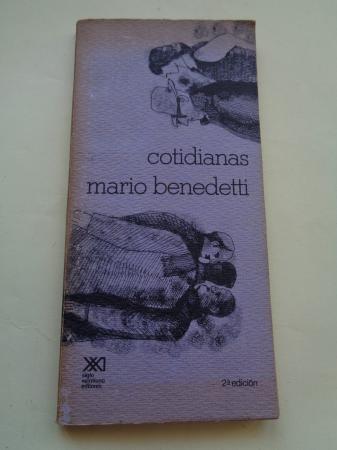 cotidianas
mario benedetti
siglo
veintiuno
editores
2ª edición